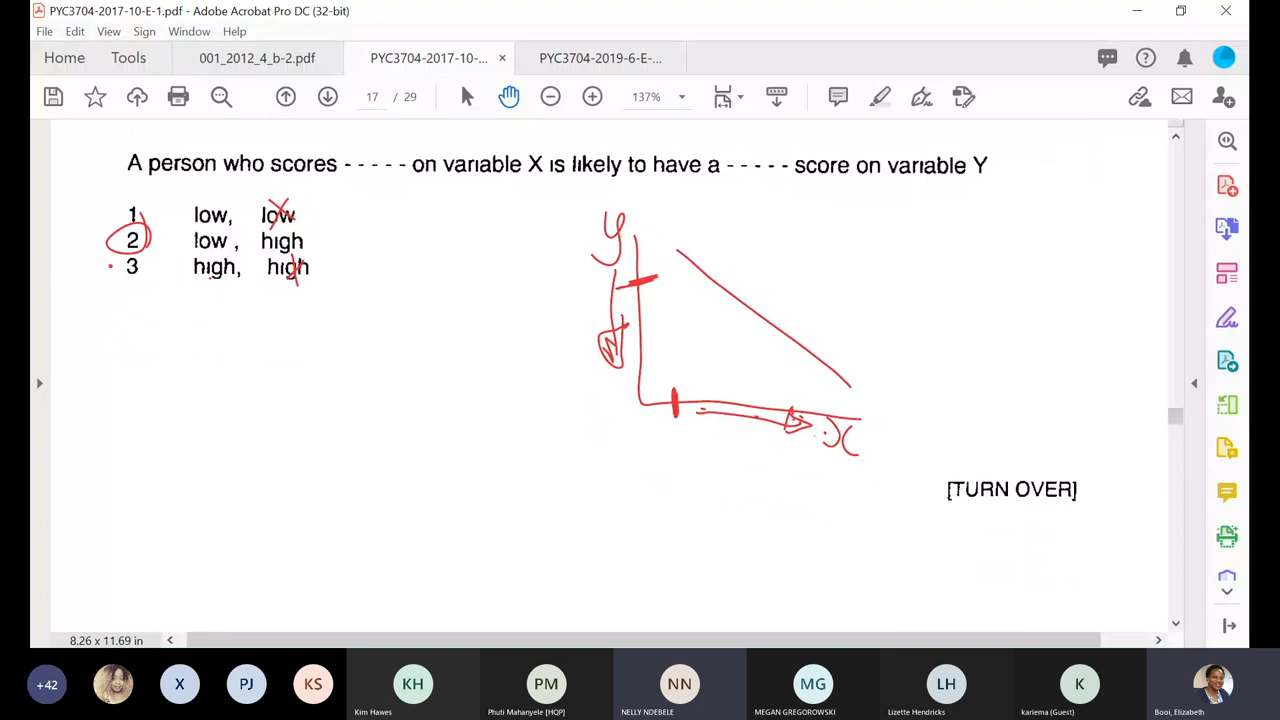 PYC3704-2017-10-E-1.pdf - Adobe Acrobat Pro DC (32-bit)
File Edit View Sign Window Help
Home Tools 001_2012_4_b-2.pdf PYC3704-2017-10-... × PYC3704-2019-6-E-...
17 / 29 137%
A person who scores - - - - - on variable X is likely to have a - - - - - score on variable Y
1 low, low
2 low , high
3 high, high
y
x
[TURN OVER]
8.26 x 11.69 in
+42 X PJ KS KH PM NN MG LH K
Kim Hawes Phuti Mahanyele [HQP] NELLY NDEBELE MEGAN GREGOROWSKI Lizette Hendricks kariema (Guest) Booi, Elizabeth